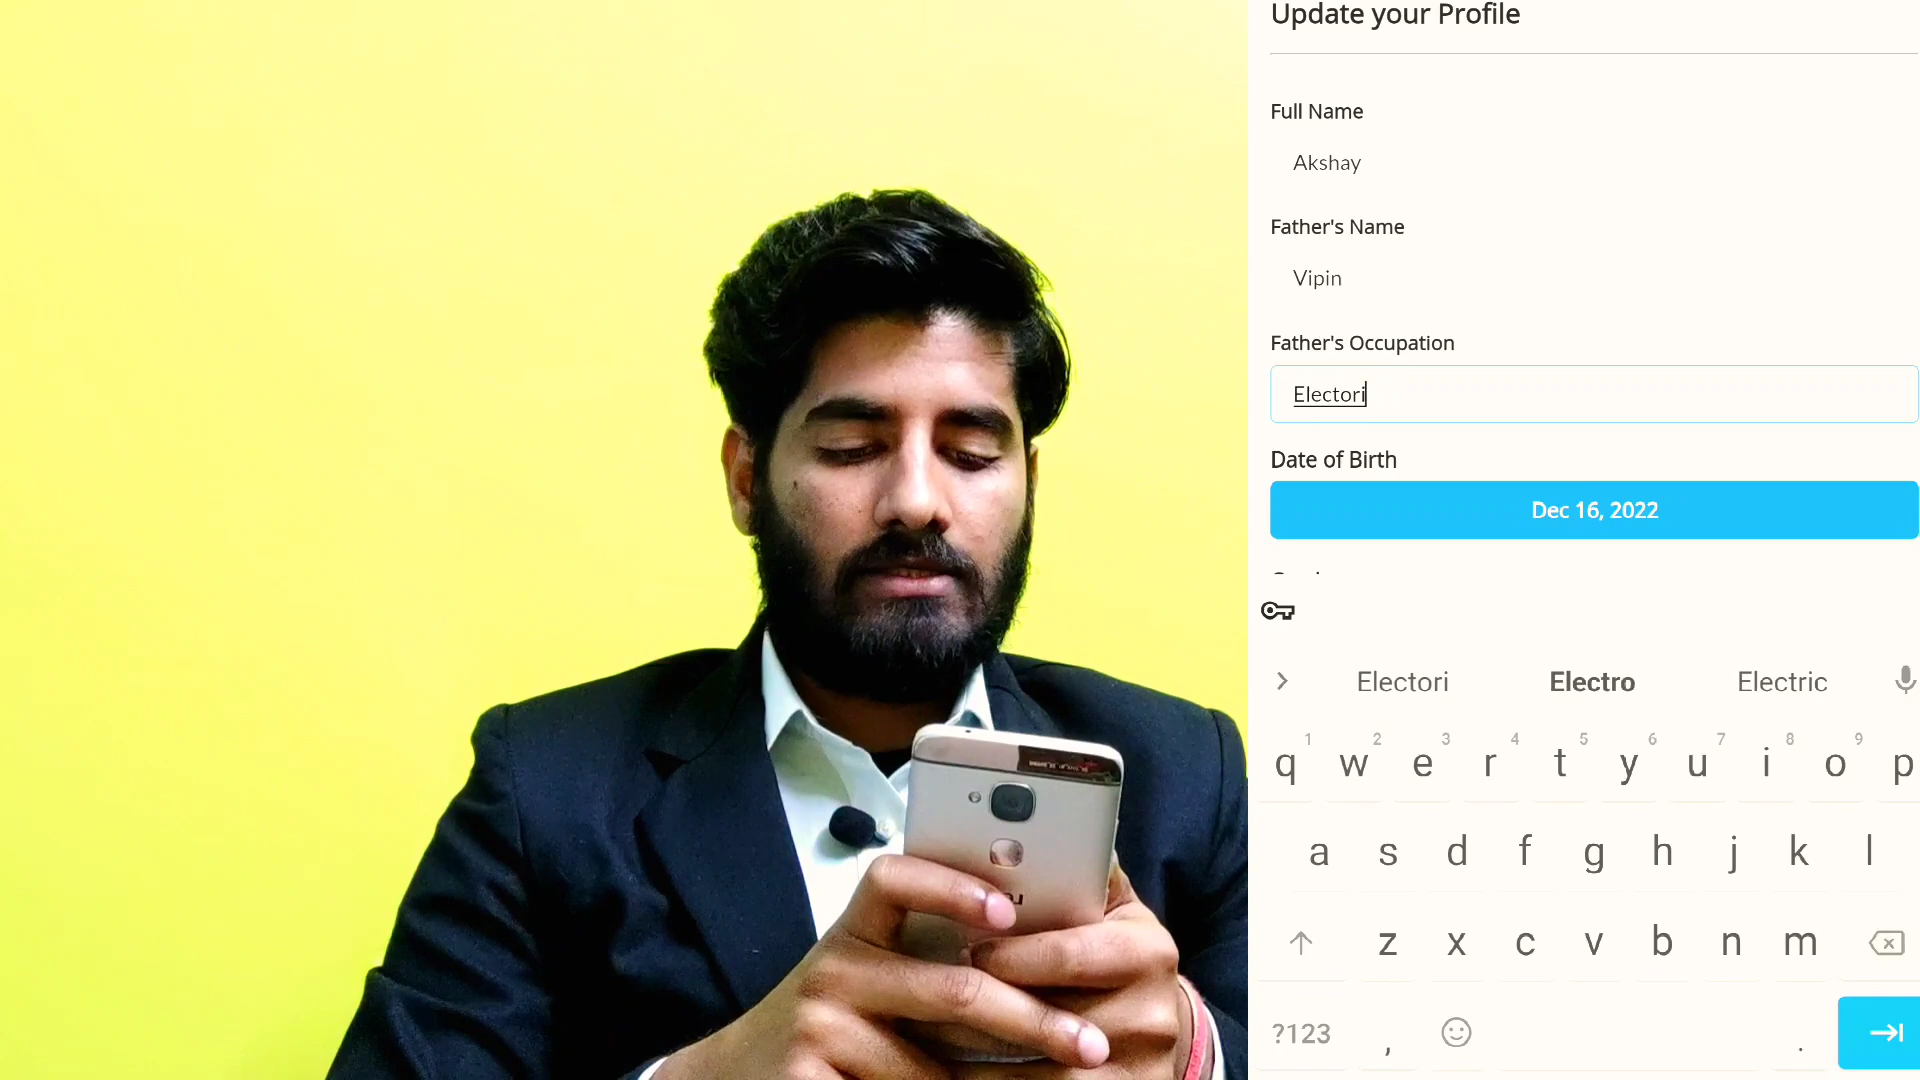 Update your Profile
Full Name
Akshay
Father's Name
Vipin
Father's Occupation
Electori
Date of Birth
Dec 16, 2022
Electori Electro Electric
1 2 3 4 5 6 7 8 9
q w e r t y u i o p
a s d f g h j k l
z x c v b n m
?123 , .